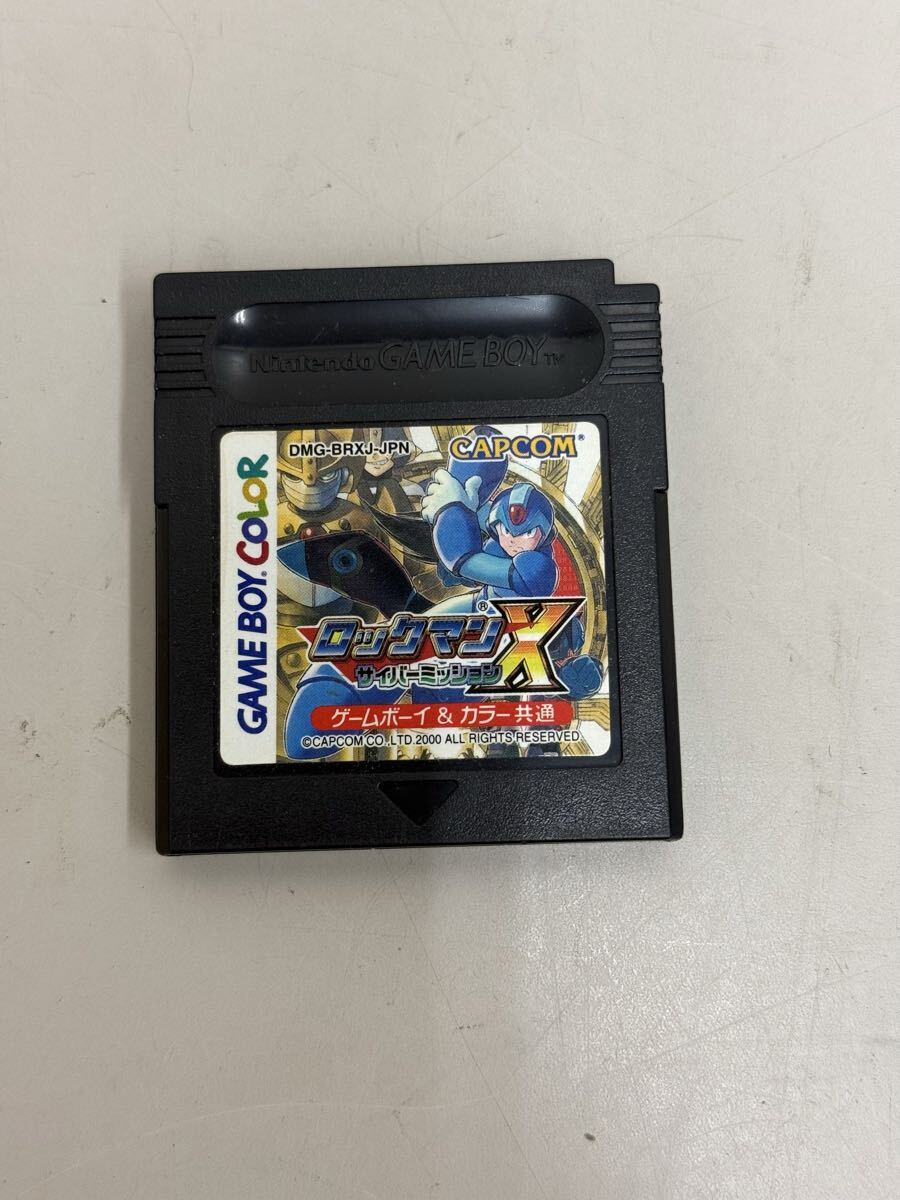 Nintendo GAME BOY TM
DMG-BRXJ-JPN
CAPCOM®
GAME BOY COLOR
ロックマンX®
サイバーミッション
ゲームボーイ & カラー共通
©CAPCOM CO., LTD. 2000 ALL RIGHTS RESERVED.